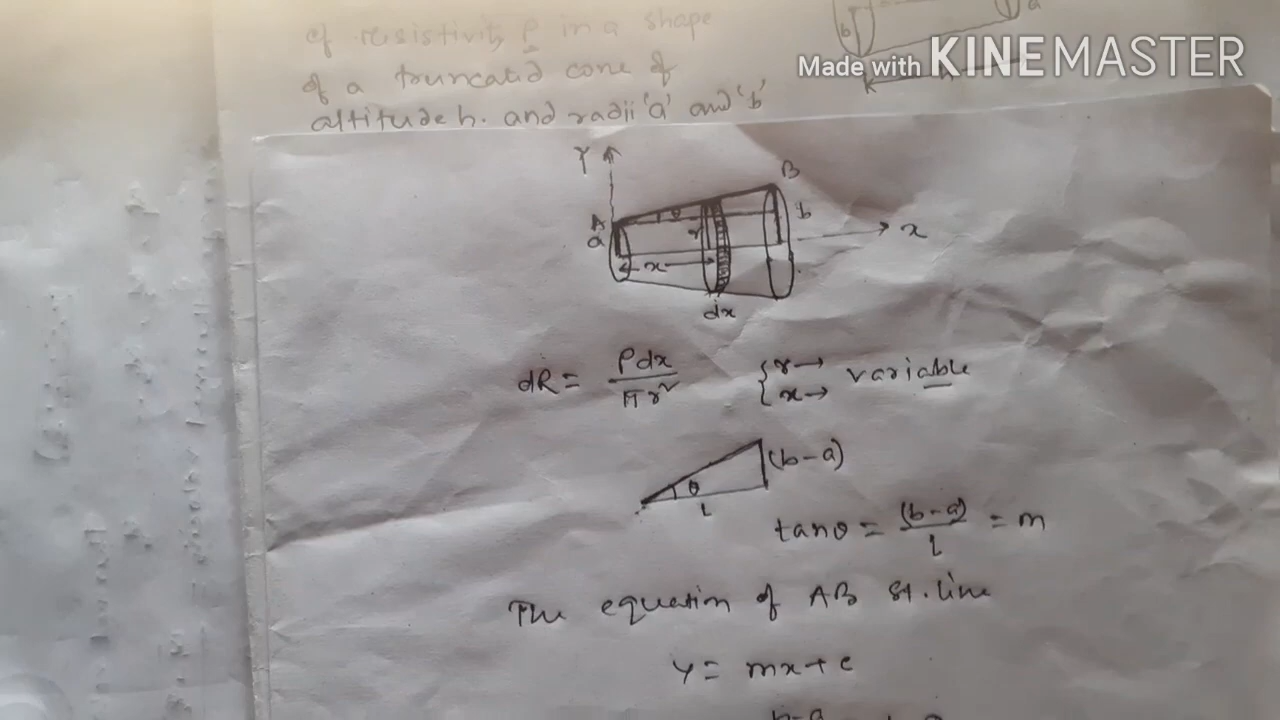 of resistivity ρ in a shape
of a truncated cone of
altitude h. and radii 'a' and 'b'
b
a
Made with KINEMASTER
Y
A
a
θ
r
B
b
x
x
dx
dR = ρdx / πr²
{ r→ x→ variable
(b-a)
θ
l
tanθ = (b-a) / l = m
The equation of AB st. line
Y = mx+c
b-a